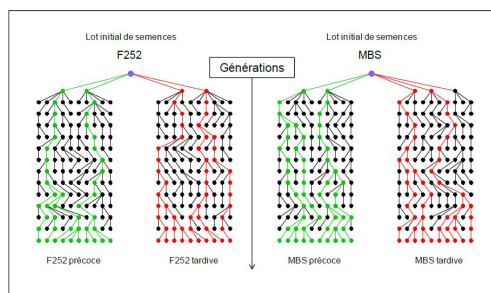 Lot initial de semences
F252
Générations
Lot initial de semences
MBS
F252 précoce
F252 tardive
MBS précoce
MBS tardive